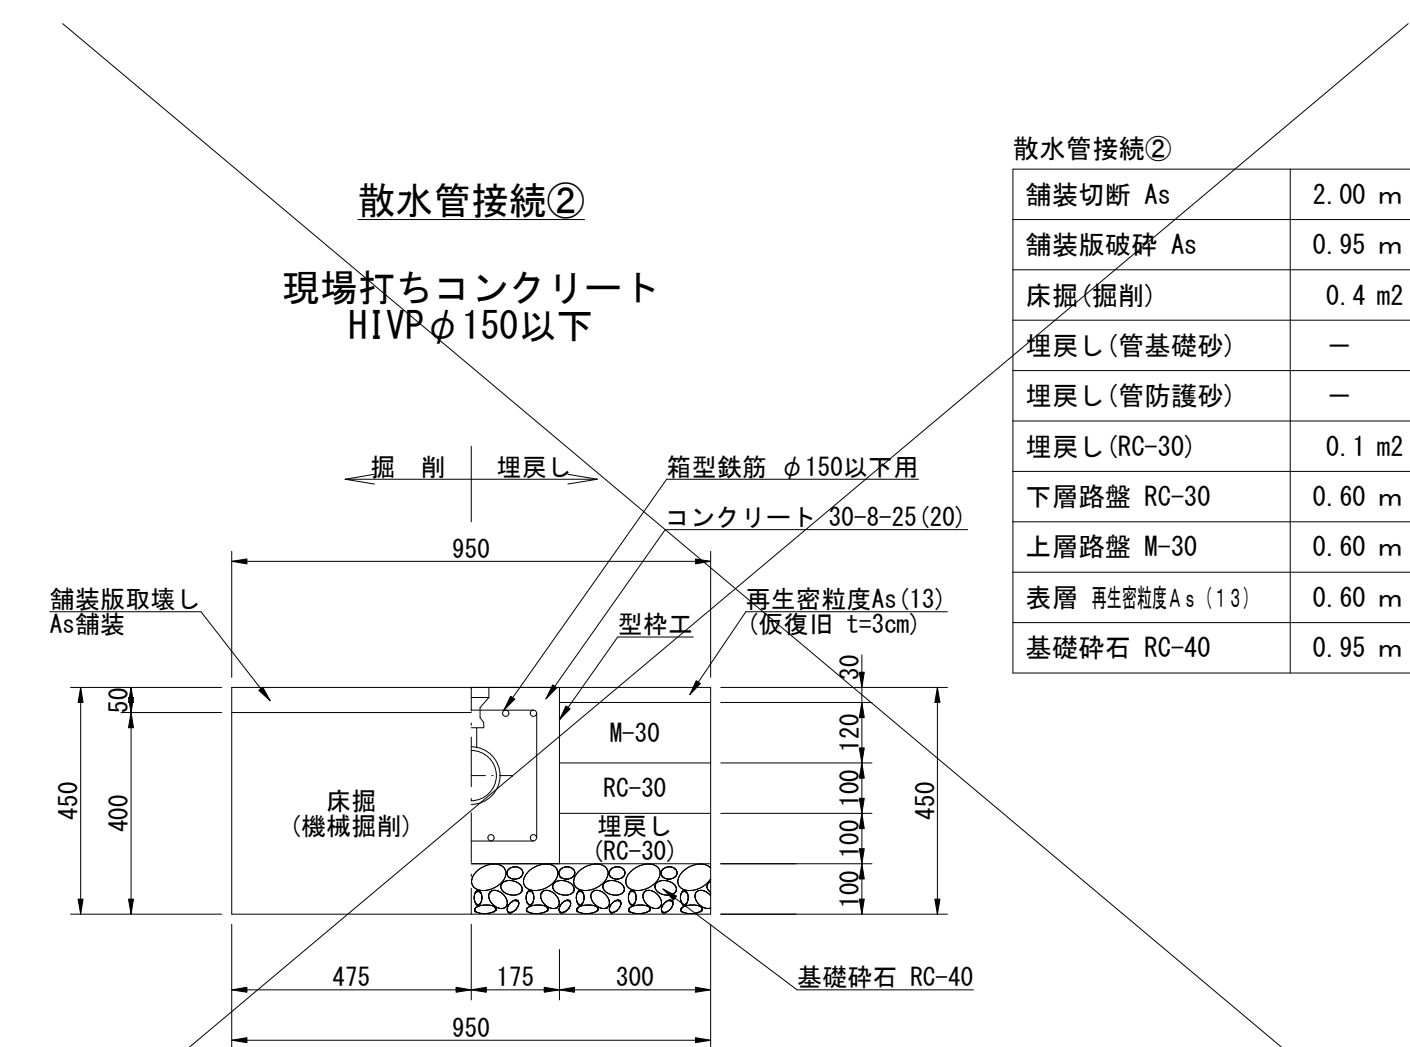 散水管接続②
現場打ちコンクリート
HIVPφ150以下
散水管接続②
舗装切断 As 2.00 m
舗装版破砕 As 0.95 m
床掘(掘削) 0.4 m2
埋戻し(管基礎砂) −
埋戻し(管防護砂) −
埋戻し(RC-30) 0.1 m2
下層路盤 RC-30 0.60 m
上層路盤 M-30 0.60 m
表層 再生密粒度As(13) 0.60 m
基礎砕石 RC-40 0.95 m
掘 削 埋戻し
箱型鉄筋 φ150以下用
コンクリート 30-8-25(20)
950
舗装版取壊し
As舗装
型枠工
再生密粒度As(13)
(仮復旧 t=3cm)
50
400
450
床掘
(機械掘削)
M-30
RC-30
埋戻し
(RC-30)
30
120
100
100
100
450
475 175 300
基礎砕石 RC-40
950